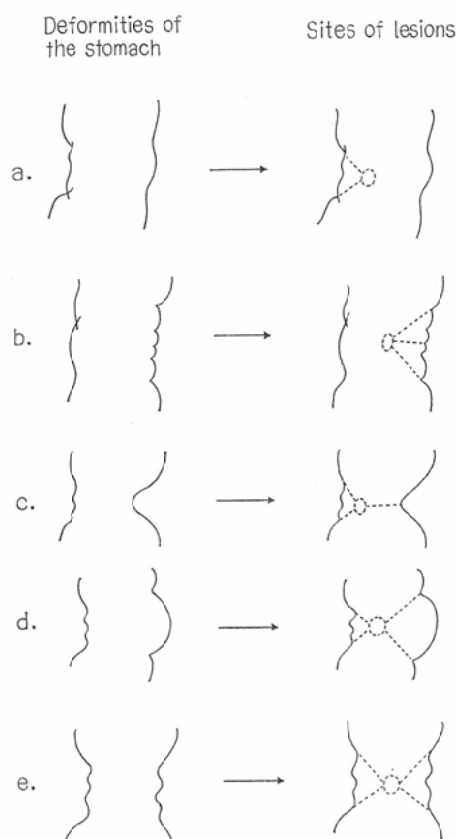 Deformities of
the stomach
Sites of lesions
a.
b.
c.
d.
e.